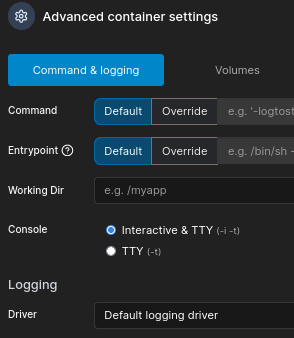 Advanced container settings
Command & logging
Volumes
Command Default Override e.g. '-logtost
Entrypoint Default Override e.g. /bin/sh -
Working Dir e.g. /myapp
Console Interactive & TTY (-i -t)
TTY (-t)
Logging
Driver Default logging driver